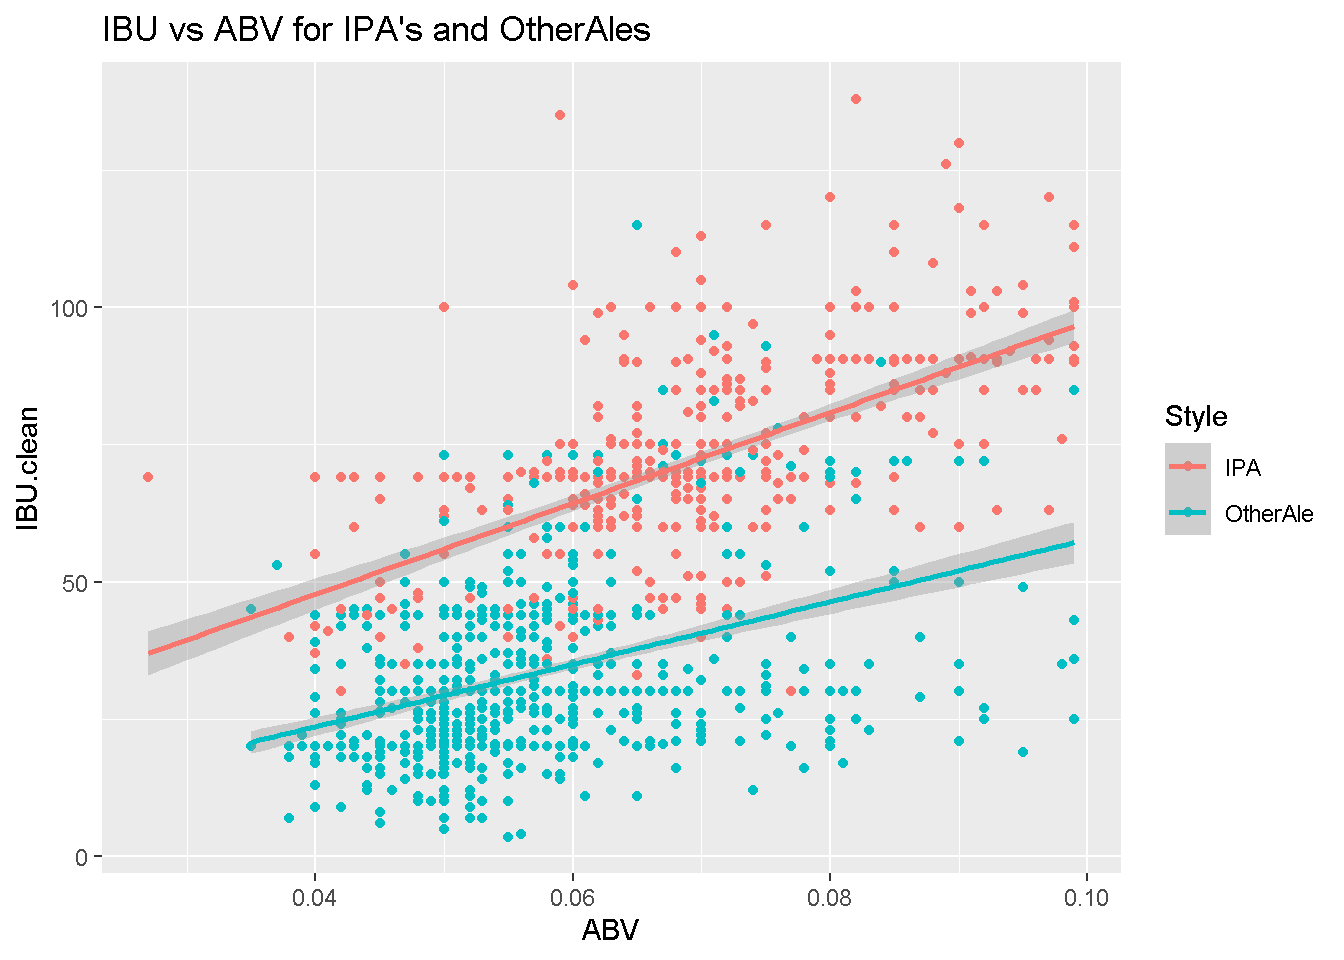 IBU vs ABV for IPA's and OtherAles
IBU.clean
100
50
0
0.04
0.06
0.08
0.10
ABV
Style
IPA
OtherAle